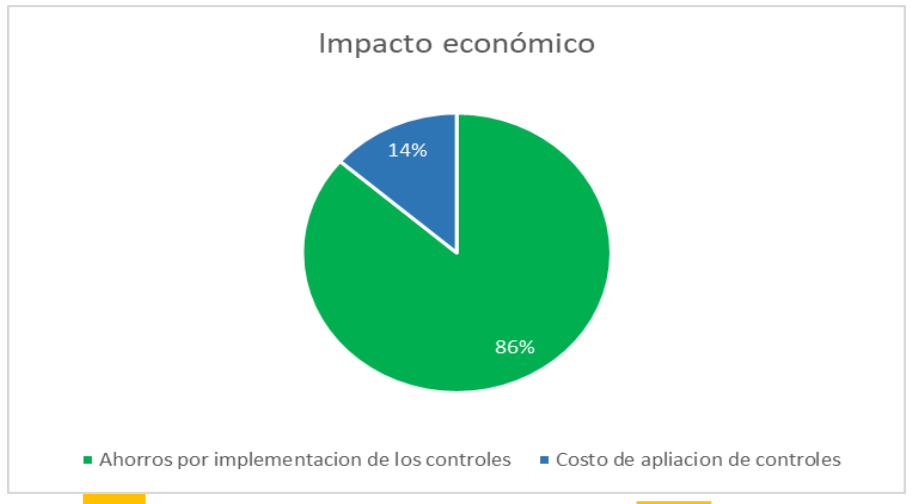 Impacto económico
14%
86%
Ahorros por implementacion de los controles
Costo de apliacion de controles